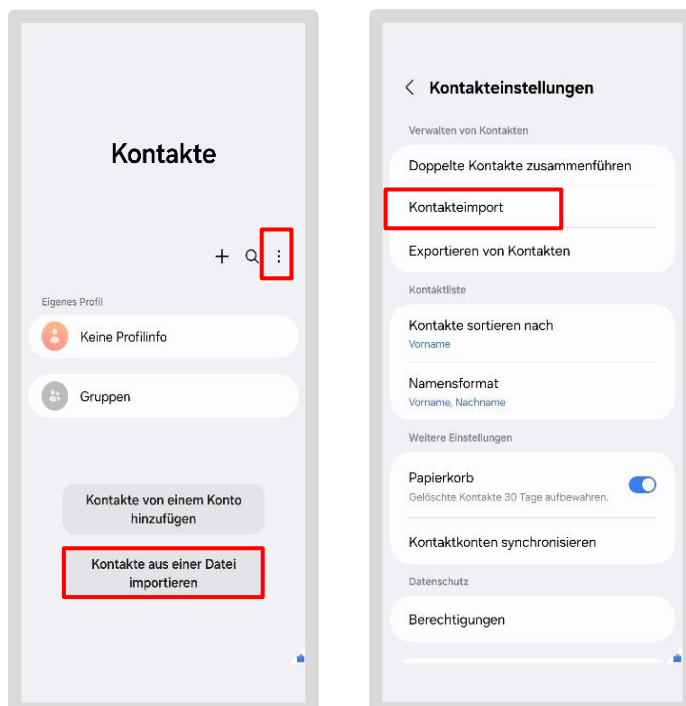 Kontakte
Eigenes Profil
Keine Profilinfo
Gruppen
Kontakte von einem Konto
hinzufügen
Kontakte aus einer Datei
importieren
Kontakteinstellungen
Verwalten von Kontakten
Doppelte Kontakte zusammenführen
Kontakteimport
Exportieren von Kontakten
Kontaktliste
Kontakte sortieren nach
Vorname
Namensformat
Vorname, Nachname
Weitere Einstellungen
Papierkorb
Gelöschte Kontakte 30 Tage aufbewahren.
Kontaktkonten synchronisieren
Datenschutz
Berechtigungen